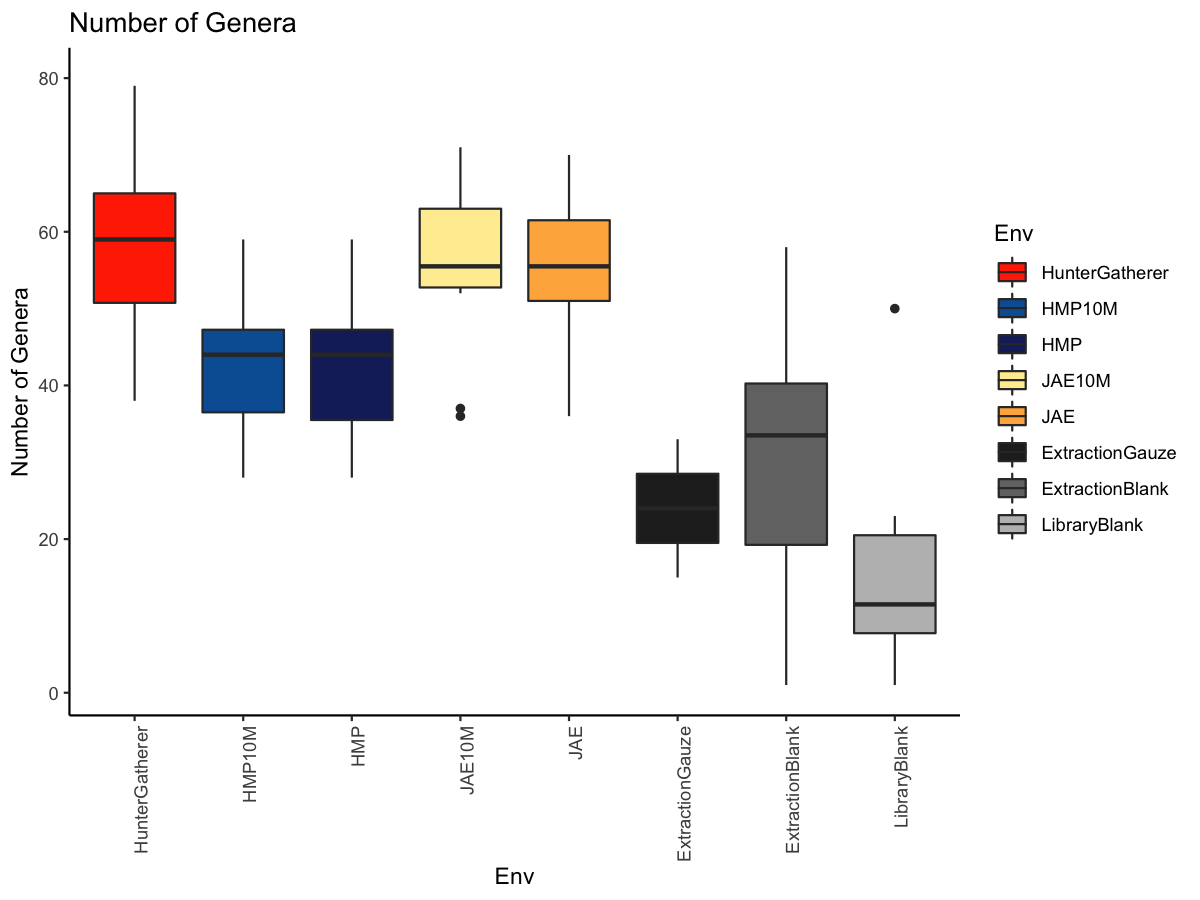 Number of Genera
Number of Genera
80
60
40
20
0
HunterGatherer
HMP10M
HMP
JAE10M
JAE
ExtractionGauze
ExtractionBlank
LibraryBlank
Env
Env
HunterGatherer
HMP10M
HMP
JAE10M
JAE
ExtractionGauze
ExtractionBlank
LibraryBlank